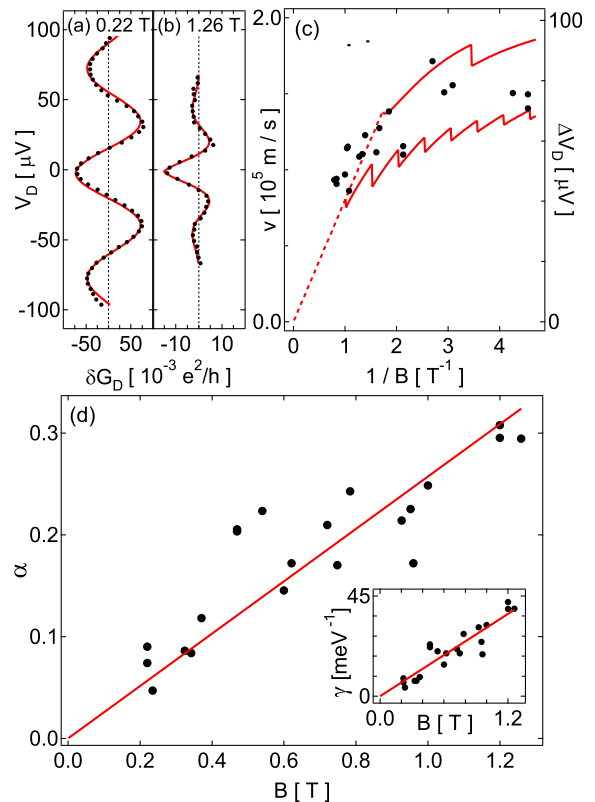 (a) 0.22 T
(b) 1.26 T
(c)
V_D [ μV]
100
50
0
-50
-100
-50 0 50
-10 0 10
δG_D [ 10^-3 e^2/h ]
v [ 10^5 m / s ]
2.0
0.0
ΔV_D [ μV]
100
0
0 1 2 3 4
1 / B [ T^-1 ]
(d)
α
0.3
0.2
0.1
0.0
0.0 0.2 0.4 0.6 0.8 1.0 1.2
B [ T ]
γ [meV^-1]
45
0
0.0 1.2
B [ T ]